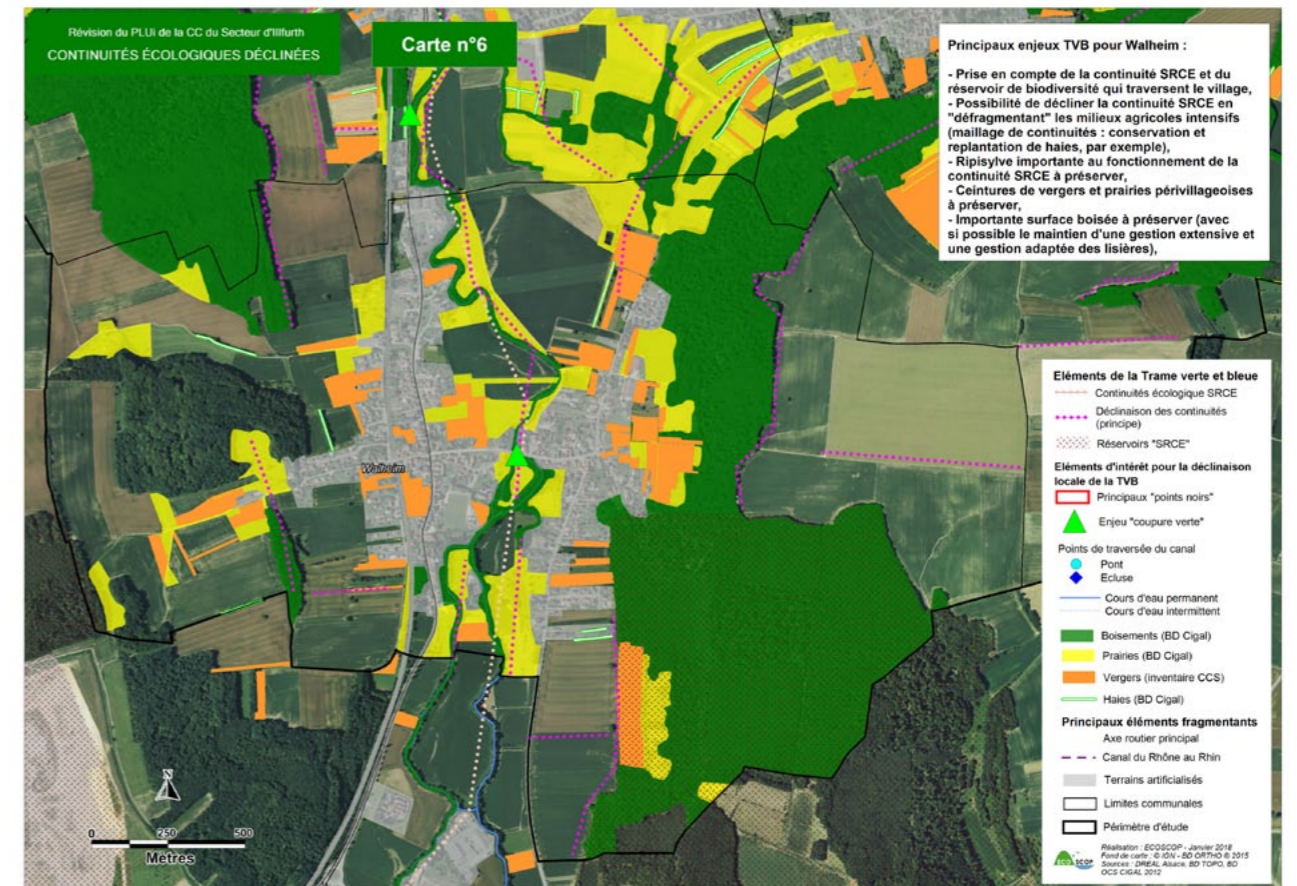 Révision du PLUi de la CC du Secteur d'Illfurth
CONTINUITÉS ÉCOLOGIQUES DÉCLINÉES
Carte n°6
Principaux enjeux TVB pour Walheim :
- Prise en compte de la continuité SRCE et du
réservoir de biodiversité qui traversent le village,
- Possibilité de décliner la continuité SRCE en
"défragmentant" les milieux agricoles intensifs
(maillage de continuités : conservation et
replantation de haies, par exemple),
- Ripisylve importante au fonctionnement de la
continuité SRCE à préserver,
- Ceintures de vergers et prairies périvillageoises
à préserver,
- Importante surface boisée à préserver (avec
si possible le maintien d'une gestion extensive et
une gestion adaptée des lisières),
Walheim
Eléments de la Trame verte et bleue
Continuités écologique SRCE
Déclinaison des continuités
(principe)
Réservoirs "SRCE"
Eléments d'intérêt pour la déclinaison
locale de la TVB
Principaux "points noirs"
Enjeu "coupure verte"
Points de traversée du canal
Pont
Ecluse
Cours d'eau permanent
Cours d'eau intermittent
Boisements (BD Cigal)
Prairies (BD Cigal)
Vergers (inventaire CCS)
Haies (BD Cigal)
Principaux éléments fragmentants
Axe routier principal
Canal du Rhône au Rhin
Terrains artificialisés
Limites communales
Périmètre d'étude
N
0 250 500
Metres
ECOSCOP
Réalisation : ECOSCOP - Janvier 2018
Fond de carte : © IGN - BD ORTHO ® 2015
Sources : DREAL Alsace, BD TOPO, BD
OCS CIGAL 2012